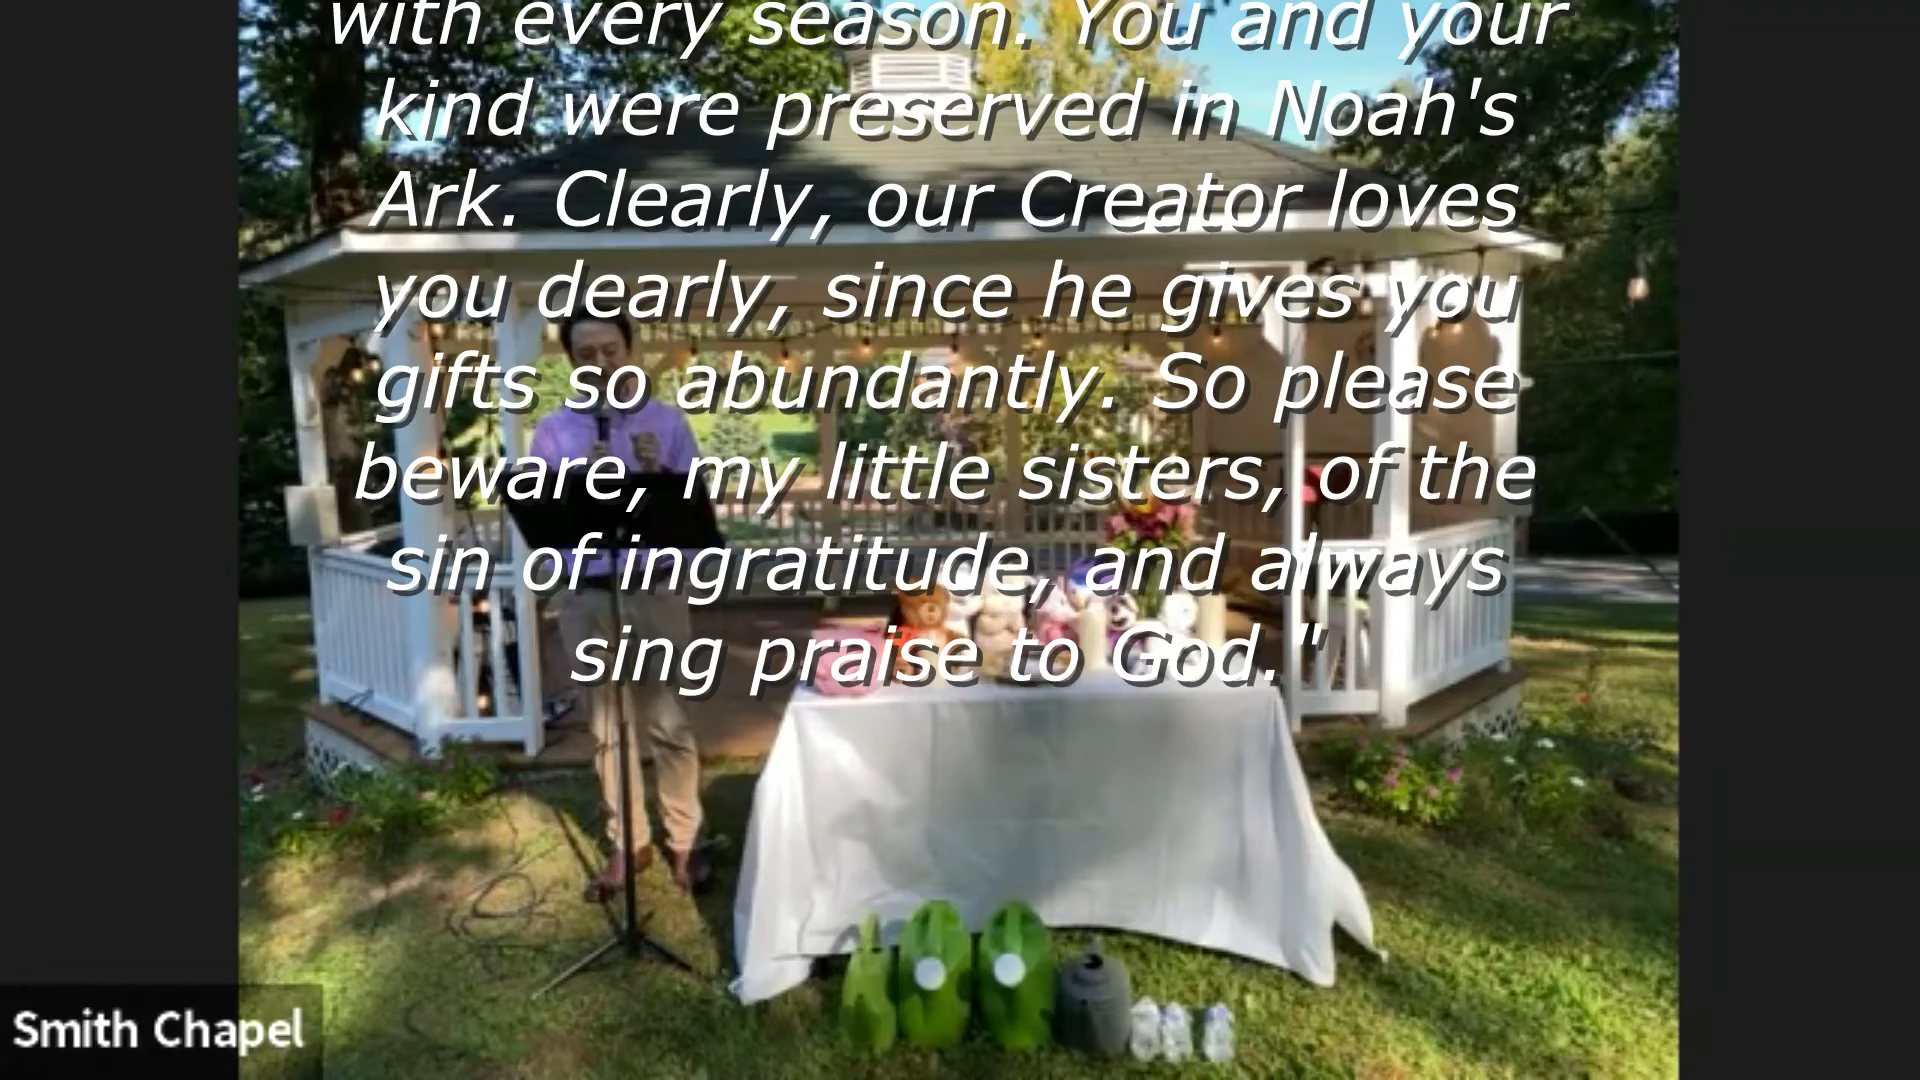 with every season. You and your
kind were preserved in Noah's
Ark. Clearly, our Creator loves
you dearly, since he gives you
gifts so abundantly. So please
beware, my little sisters, of the
sin of ingratitude, and always
sing praise to God."
Smith Chapel